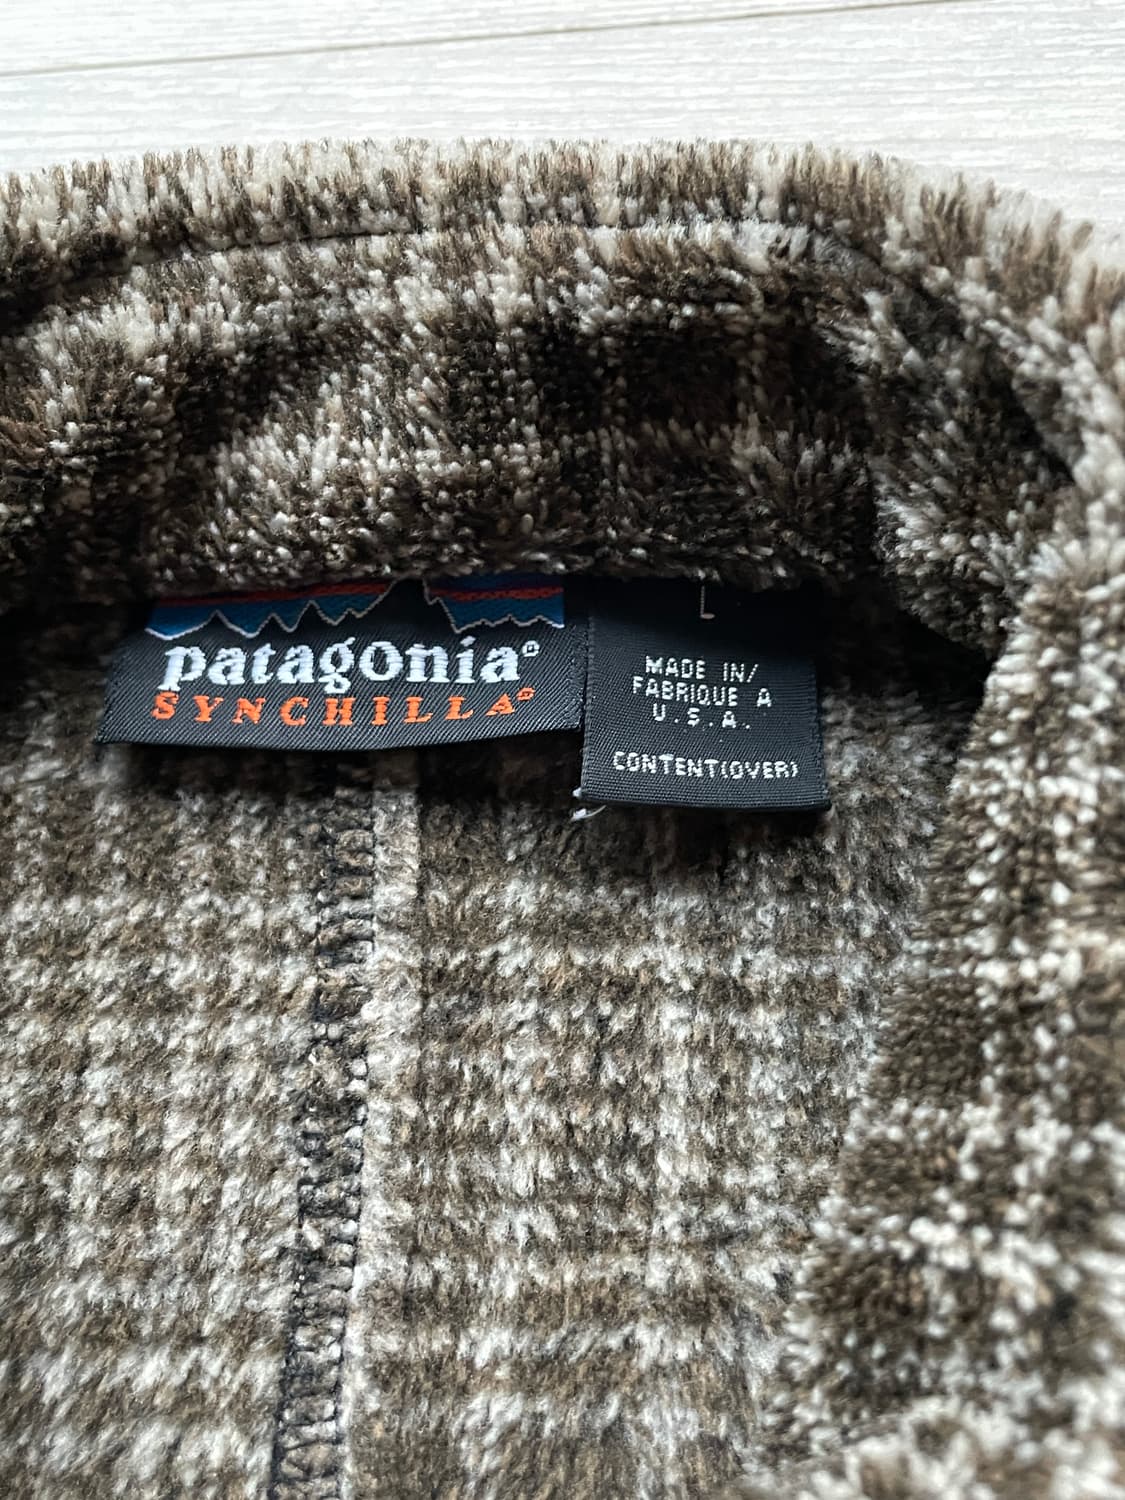 patagonia®
SYNCHILLA®
L
MADE IN/
FABRIQUE A
U.S.A.
CONTENT(OVER)